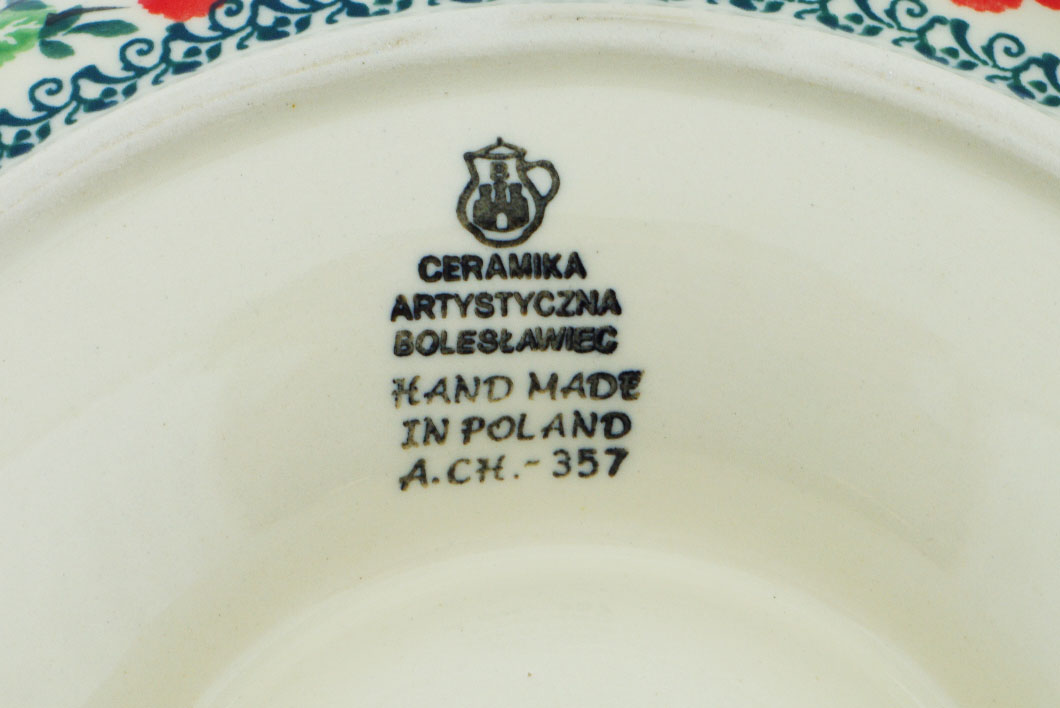 CERAMIKA
ARTYSTYCZNA
BOLESŁAWIEC
HAND MADE
IN POLAND
A.CH.-357